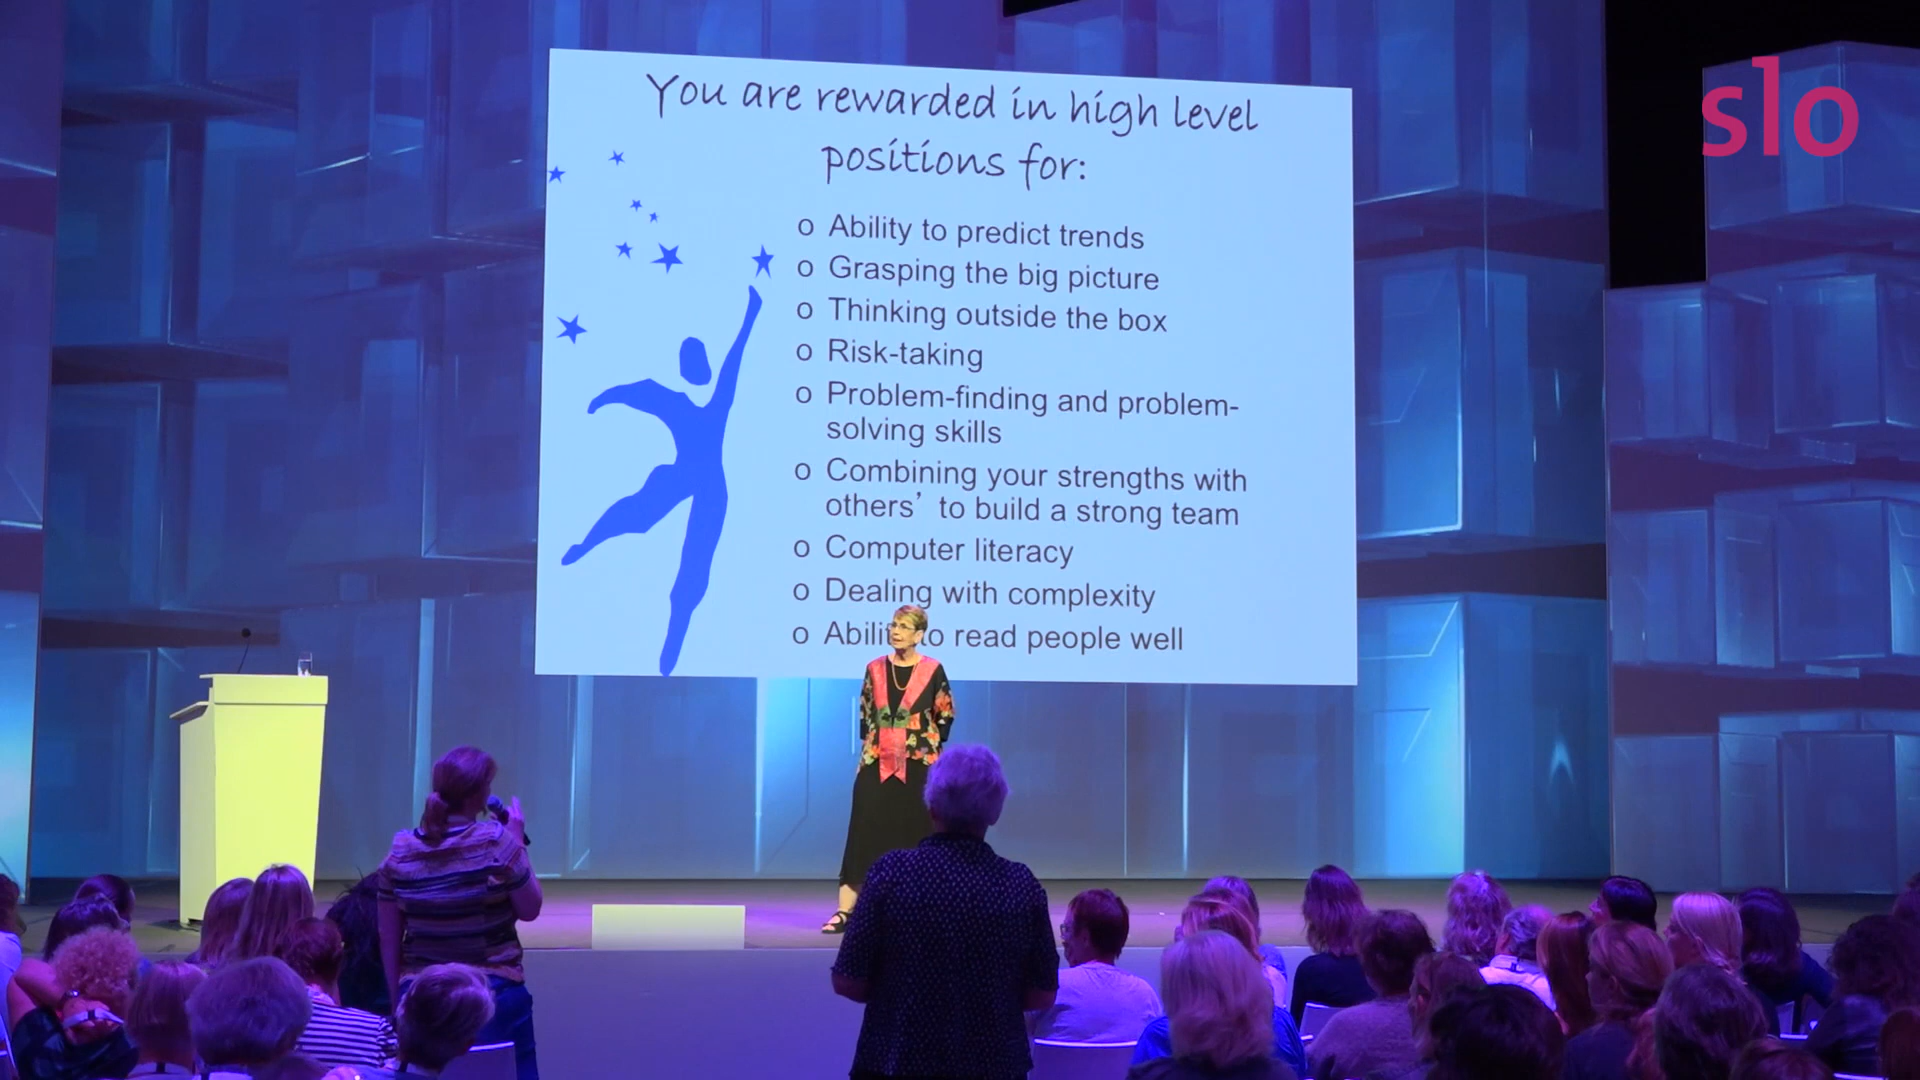 You are rewarded in high level
positions for:
o Ability to predict trends
o Grasping the big picture
o Thinking outside the box
o Risk-taking
o Problem-finding and problem-
solving skills
o Combining your strengths with
others’ to build a strong team
o Computer literacy
o Dealing with complexity
o Ability to read people well
slo